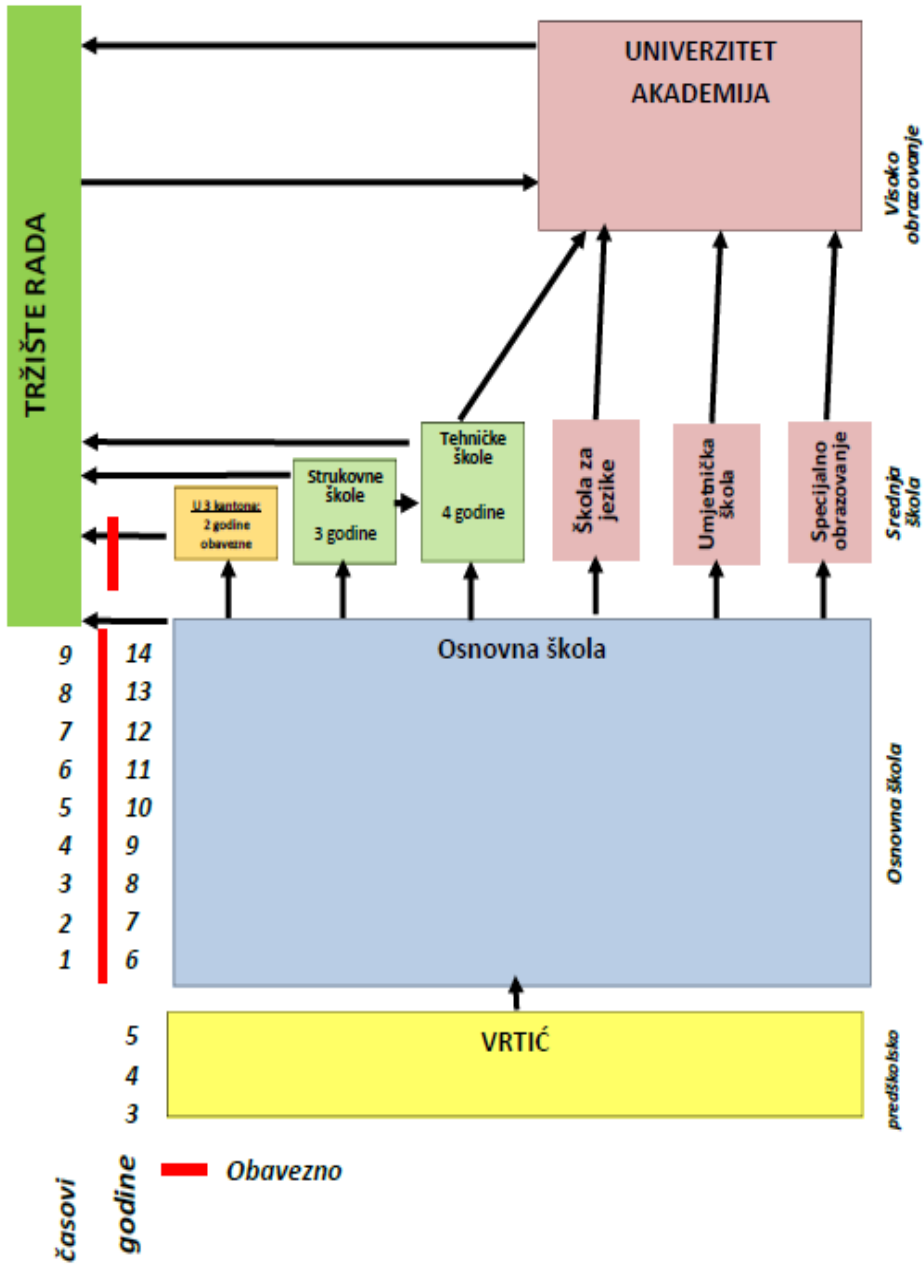 UNIVERZITET
AKADEMIJA
Visoko
obrazovanje
TRŽIŠTE RADA
U 3 kantona:
2 godine
obavezne
Strukovne
škole
3 godine
Tehničke
škole
4 godine
Škola za
jezike
Umjetnička
škola
Specijalno
obrazovanje
Srednja
škola
Osnovna škola
9 14
8 13
7 12
6 11
5 10
4 9
3 8
2 7
1 6
Osnovna škola
VRTIĆ
5
4
3
predškolsko
časovi
godine
Obavezno